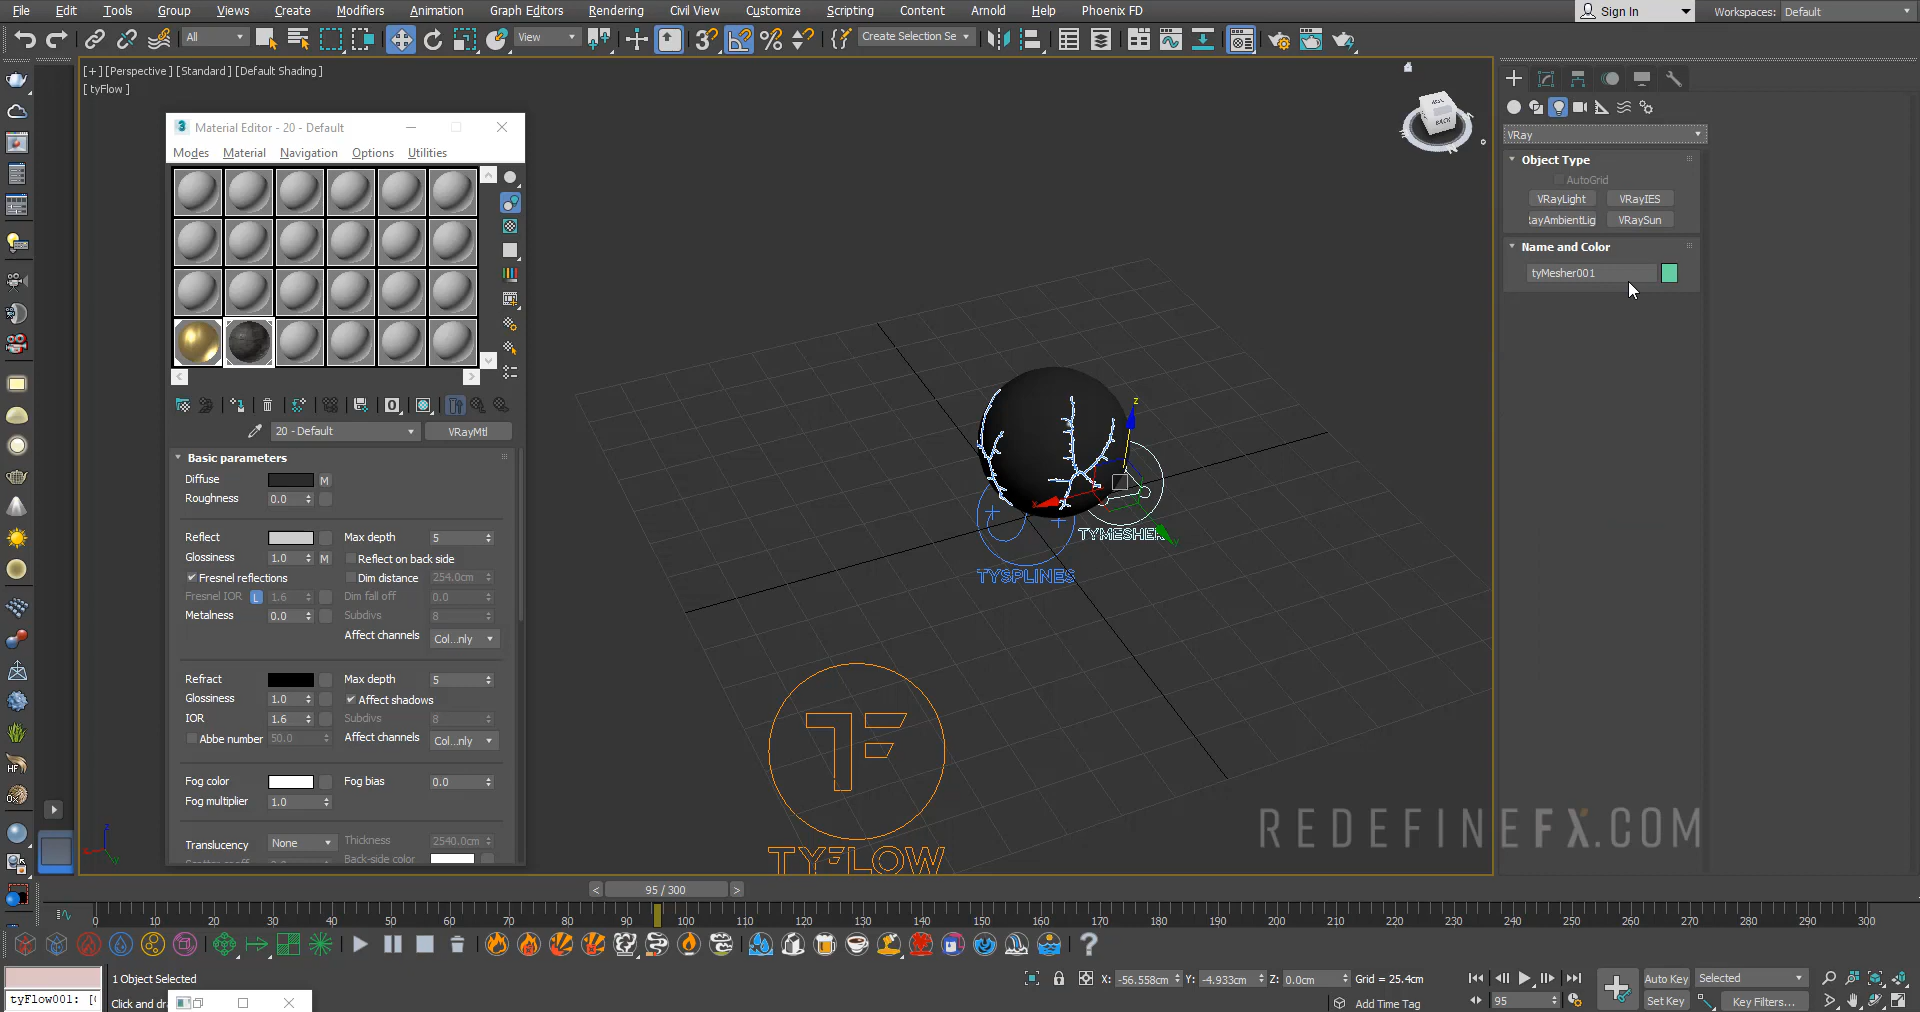 File Edit Tools Group Views Create Modifiers Animation Graph Editors Rendering Civil View Customize Scripting Content Arnold Help Phoenix FD Sign In Workspaces: Default
All View Create Selection Se
[+] [Perspective] [Standard] [Default Shading]
[ tyFlow ]
Material Editor - 20 - Default
Modes Material Navigation Options Utilities
20 - Default VRayMtl
Basic parameters
Diffuse M
Roughness 0.0
Reflect Max depth 5
Glossiness 1.0 M Reflect on back side
Fresnel reflections Dim distance 254.0cm
Fresnel IOR L 1.6 Dim fall off 0.0
Metalness 0.0 Subdivs 8
Affect channels Col...nly
Refract Max depth 5
Glossiness 1.0 Affect shadows
IOR 1.6 Subdivs 8
Abbe number 50.0 Affect channels Col...nly
Fog color Fog bias 0.0
Fog multiplier 1.0
Translucency None Thickness 2540.0cm
Back-side color
z
TYMESHER
TYSPLINES
TF
TYFLOW
BACK
VRay
Object Type
AutoGrid
VRayLight VRayIES
RayAmbientLig VRaySun
Name and Color
tyMesher001
REDEFINEFX.COM
< 95 / 300 >
0 10 20 30 40 50 60 70 80 90 100 110 120 130 140 150 160 170 180 190 200 210 220 230 240 250 260 270 280 290 300
1 Object Selected X: -56.558cm Y: -4.933cm Z: 0.0cm Grid = 25.4cm Auto Key Selected
tyFlow001: [ Click and dr Add Time Tag 95 Set Key Key Filters...